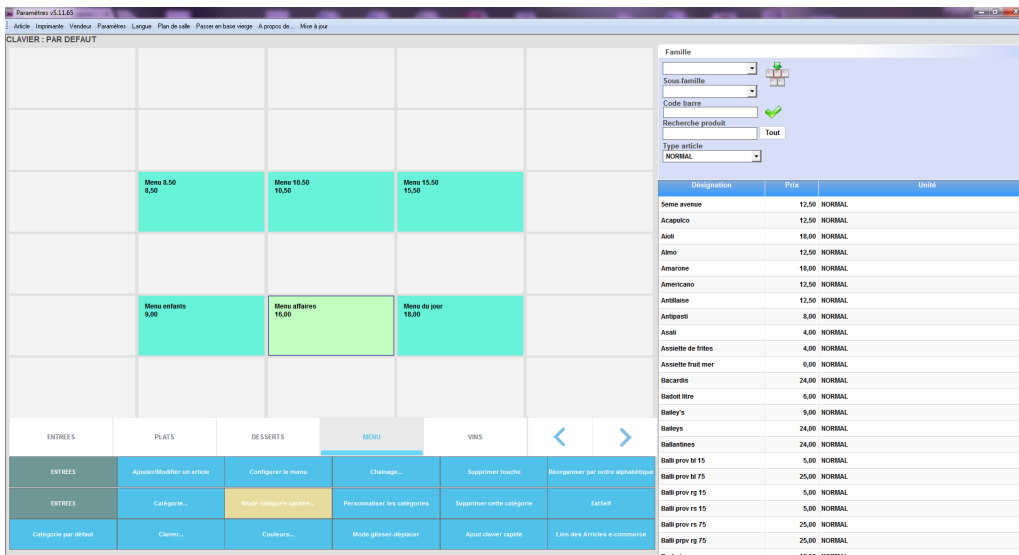 Paramètres v5.11.65
Article Imprimante Vendeur Paramètres Langue Plan de salle Passer en base vierge A propos de... Mise à jour
CLAVIER : PAR DEFAUT
Menu 8.50
8,50
Menu 10.50
10,50
Menu 15.50
15,50
Menu enfants
9,00
Menu affaires
16,00
Menu du jour
18,00
ENTREES PLATS DESSERTS MENU VINS
ENTREES Ajouter/Modifier un article Configurer le menu Chainage... Supprimer touche Réorganiser par ordre alphabétique
ENTREES Catégorie... Mode catégorie cachée... Personnaliser les catégories Supprimer cette catégorie EatSelf
Catégorie par défaut Clavier... Couleurs... Mode glisser-déplacer Ajout clavier rapide Lien des Arricles e-commerce
Famille
Sous-famille
Code barre
Recherche produit
Tout
Type article
NORMAL
Désignation Prix Unité
5eme avenue 12,50 NORMAL
Acapulco 12,50 NORMAL
Aioli 18,00 NORMAL
Almo 12,50 NORMAL
Amarone 18,00 NORMAL
Americano 12,50 NORMAL
Antillaise 12,50 NORMAL
Antipasti 8,00 NORMAL
Asali 4,00 NORMAL
Assiette de frites 4,00 NORMAL
Assiette fruit mer 0,00 NORMAL
Bacardis 24,00 NORMAL
Badoit litre 6,00 NORMAL
Bailey's 9,00 NORMAL
Baileys 24,00 NORMAL
Ballantines 24,00 NORMAL
Balli prov bl 15 5,00 NORMAL
Balli prov bl 75 25,00 NORMAL
Balli prov rg 15 5,00 NORMAL
Balli prov rs 15 5,00 NORMAL
Balli prov rs 75 25,00 NORMAL
Balli prpv rg 75 25,00 NORMAL